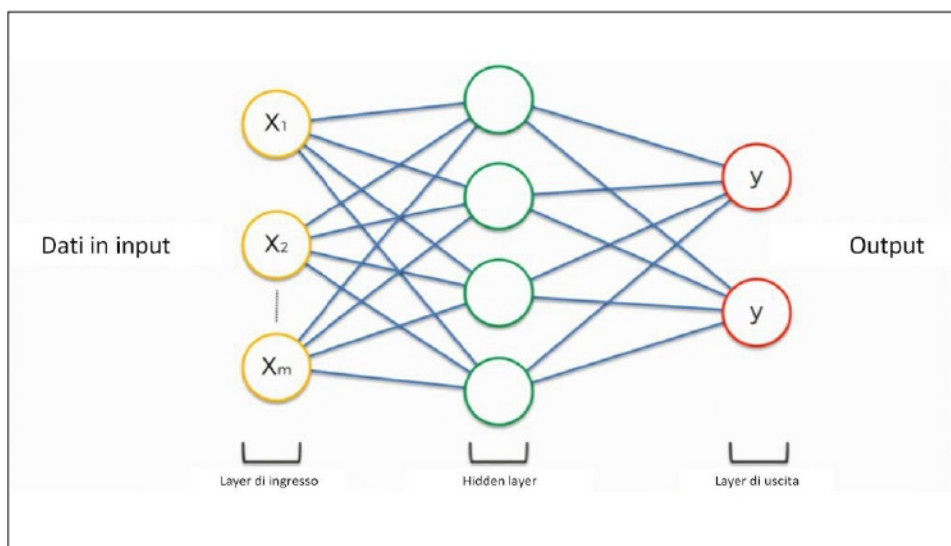 X1
y
Dati in input
X2
Output
y
Xm
Layer di ingresso
Hidden layer
Layer di uscita